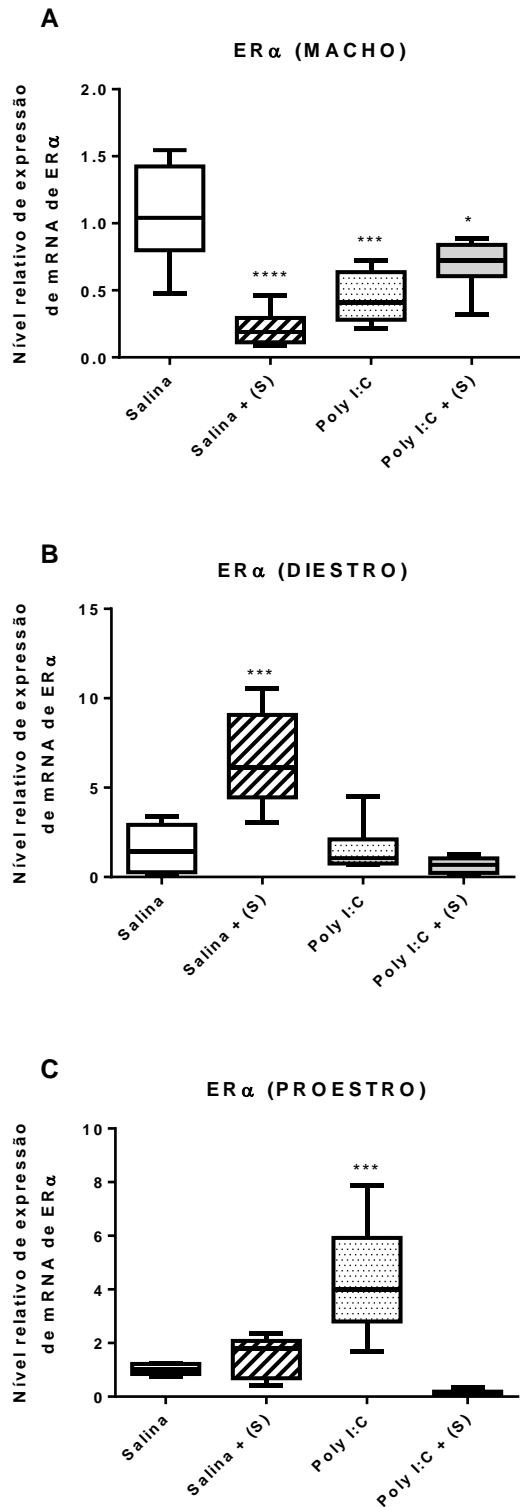 A
ERα (MACHO)
Nível relativo de expressão
de mRNA de ERα
2.0
1.5
1.0
0.5
0.0
****
***
*
Salina
Salina + (S)
Poly I:C
Poly I:C + (S)
B
ERα (DIESTRO)
Nível relativo de expressão
de mRNA de ERα
15
10
5
0
***
Salina
Salina + (S)
Poly I:C
Poly I:C + (S)
C
ERα (PROESTRO)
Nível relativo de expressão
de mRNA de ERα
10
8
6
4
2
0
***
Salina
Salina + (S)
Poly I:C
Poly I:C + (S)